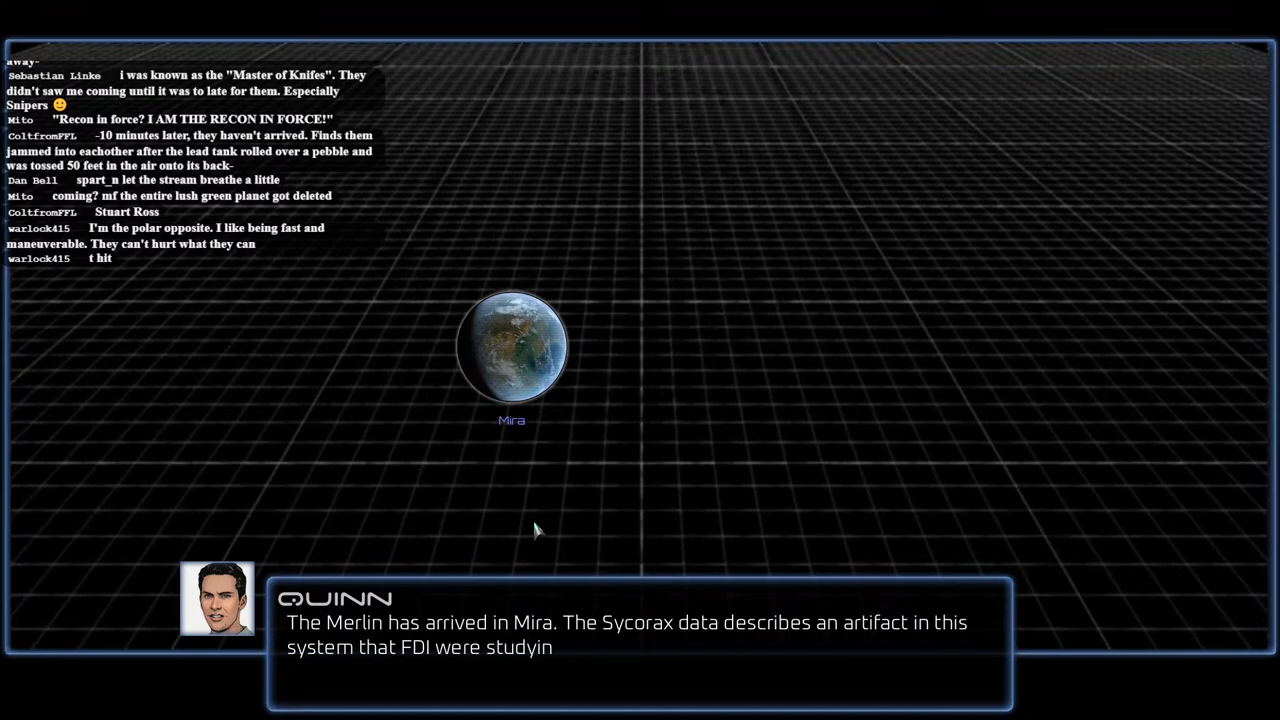 away-
Sebastian Linke i was known as the "Master of Knifes". They
didn't saw me coming until it was to late for them. Especially
Snipers 🙂
Mito "Recon in force? I AM THE RECON IN FORCE!"
ColtfromFFL -10 minutes later, they haven't arrived. Finds them
jammed into eachother after the lead tank rolled over a pebble and
was tossed 50 feet in the air onto its back-
Dan Bell spart_n let the stream breathe a little
Mito coming? mf the entire lush green planet got deleted
ColtfromFFL Stuart Ross
warlock415 I'm the polar opposite. I like being fast and
maneuverable. They can't hurt what they can
warlock415 t hit
Mira
QUINN
The Merlin has arrived in Mira. The Sycorax data describes an artifact in this
system that FDI were studyin